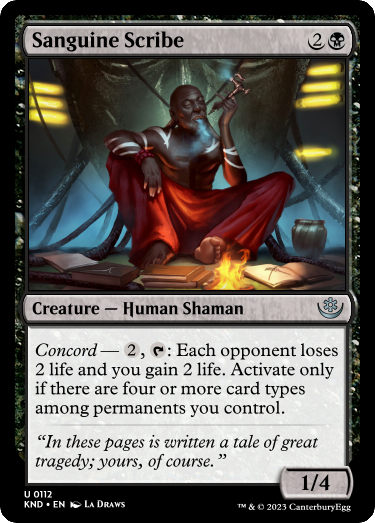 Sanguine Scribe 2
Creature — Human Shaman
Concord — 2, : Each opponent loses
2 life and you gain 2 life. Activate only
if there are four or more card types
among permanents you control.
“In these pages is written a tale of great
tragedy; yours, of course.”
1/4
U 0112
KND • EN La Draws
™ & © 2023 CanterburyEgg